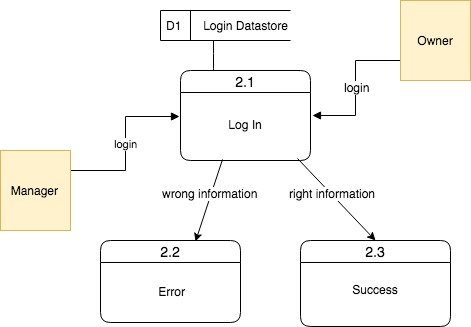 D1 Login Datastore
Owner
2.1
login
Log In
login
Manager
wrong information
right information
2.2
2.3
Error
Success